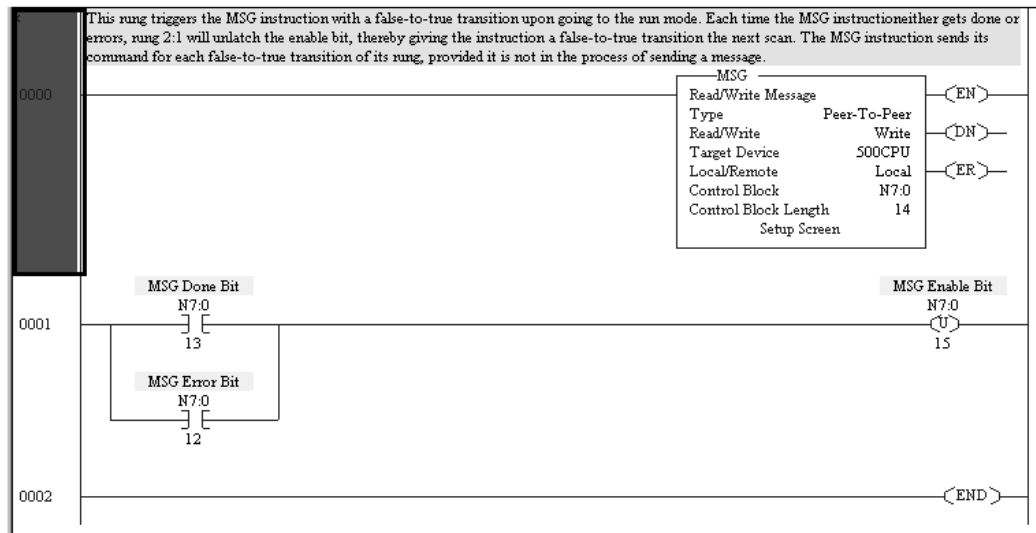 This rung triggers the MSG instruction with a false-to-true transition upon going to the run mode. Each time the MSG instructioneither gets done or
errors, rung 2:1 will unlatch the enable bit, thereby giving the instruction a false-to-true transition the next scan. The MSG instruction sends its
command for each false-to-true transition of its rung, provided it is not in the process of sending a message.
0000
MSG
Read/Write Message
Type Peer-To-Peer
Read/Write Write
Target Device 500CPU
Local/Remote Local
Control Block N7:0
Control Block Length 14
Setup Screen
EN
DN
ER
MSG Done Bit
N7:0
13
MSG Enable Bit
N7:0
U
15
0001
MSG Error Bit
N7:0
12
0002
END